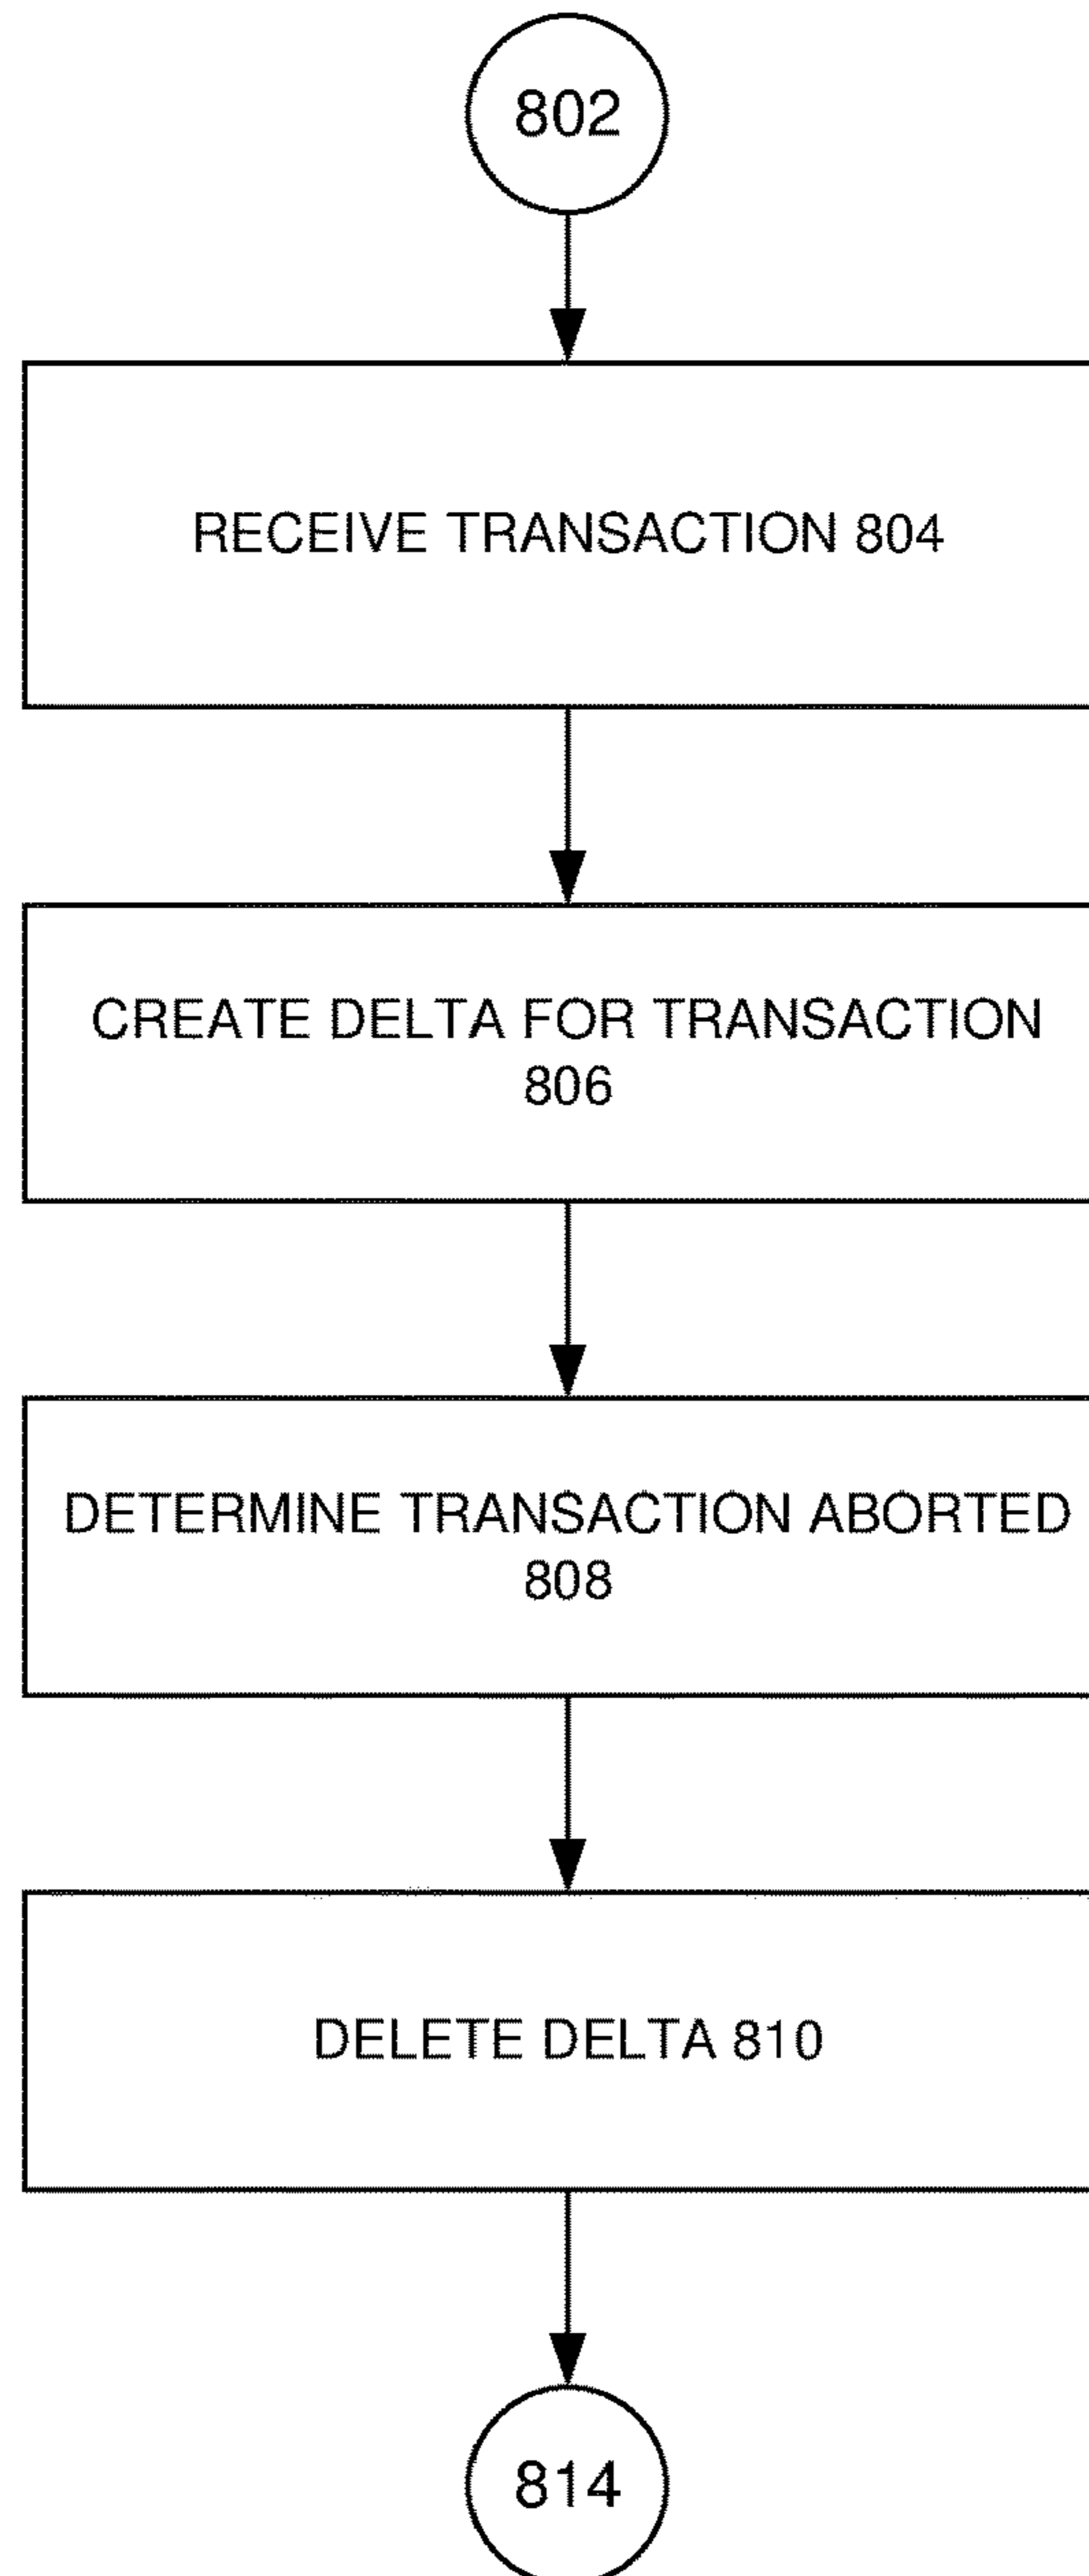 802
RECEIVE TRANSACTION 804
CREATE DELTA FOR TRANSACTION
806
DETERMINE TRANSACTION ABORTED
808
DELETE DELTA 810
814